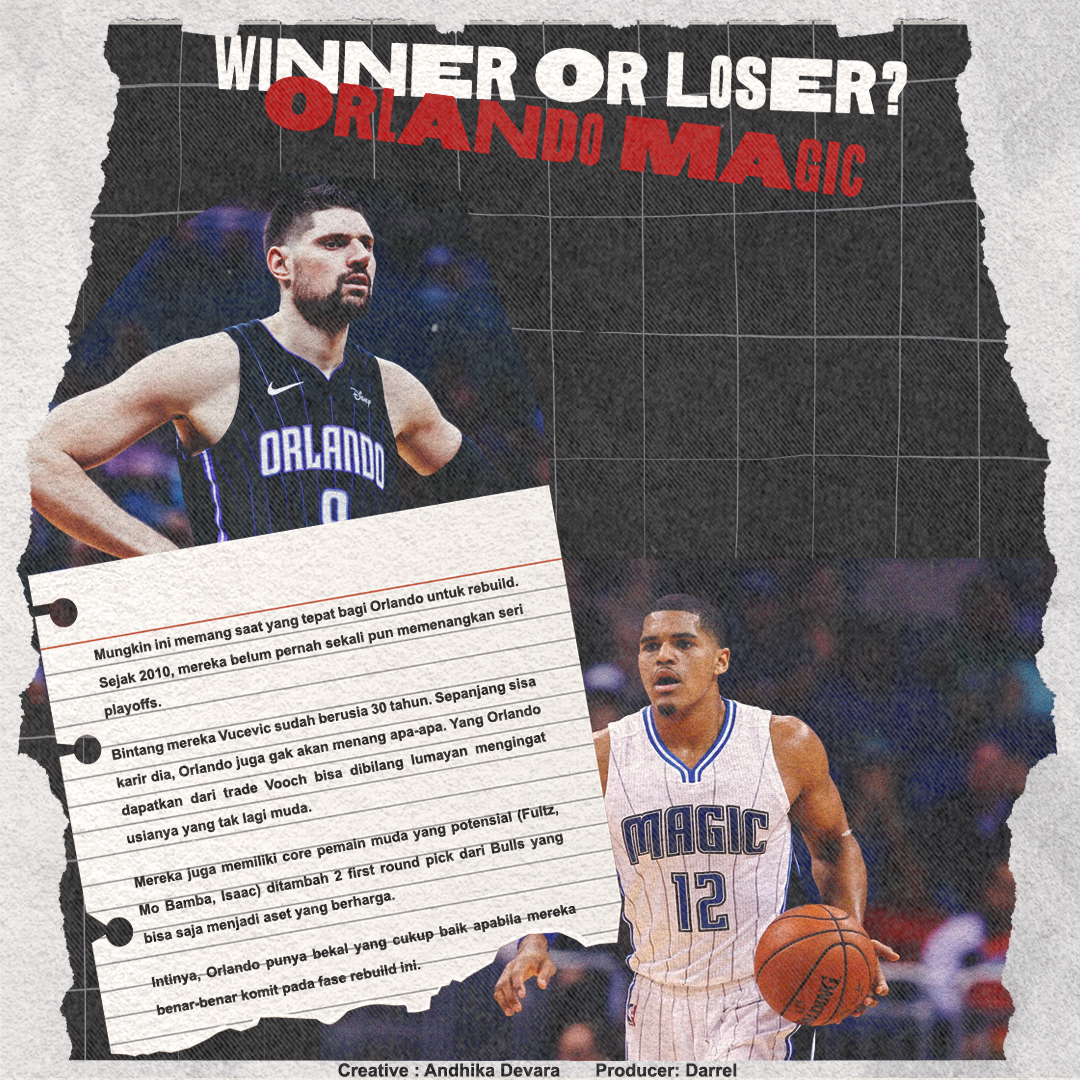 WINNER OR LOSER?
ORLANDO MAGIC
Disney
ORLANDO
9
Mungkin ini memang saat yang tepat bagi Orlando untuk rebuild.
Sejak 2010, mereka belum pernah sekali pun memenangkan seri
playoffs.
Bintang mereka Vucevic sudah berusia 30 tahun. Sepanjang sisa
karir dia, Orlando juga gak akan menang apa-apa. Yang Orlando
dapatkan dari trade Vooch bisa dibilang lumayan mengingat
usianya yang tak lagi muda.
Mereka juga memiliki core pemain muda yang potensial (Fultz,
Mo Bamba, Isaac) ditambah 2 first round pick dari Bulls yang
bisa saja menjadi aset yang berharga.
Intinya, Orlando punya bekal yang cukup baik apabila mereka
benar-benar komit pada fase rebuild ini.
MAGIC
12
Creative : Andhika Devara Producer: Darrel